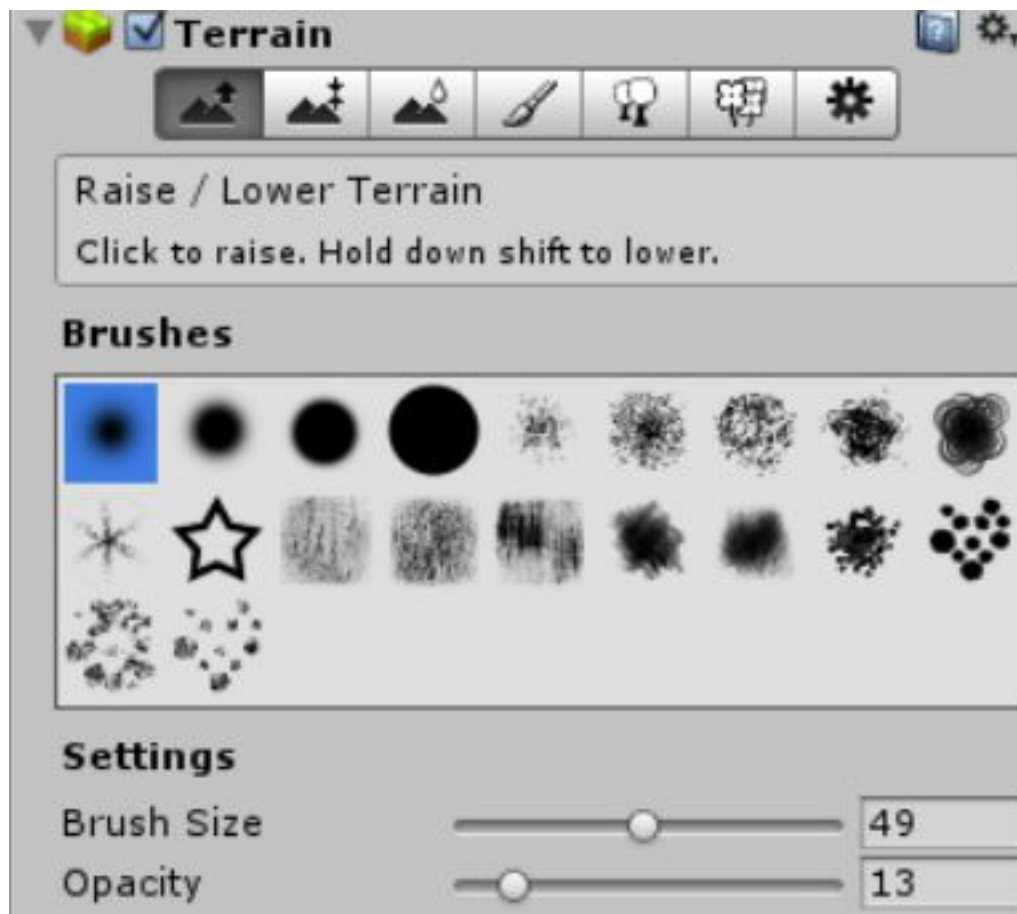 Terrain
Raise / Lower Terrain
Click to raise. Hold down shift to lower.
Brushes
Settings
Brush Size 49
Opacity 13